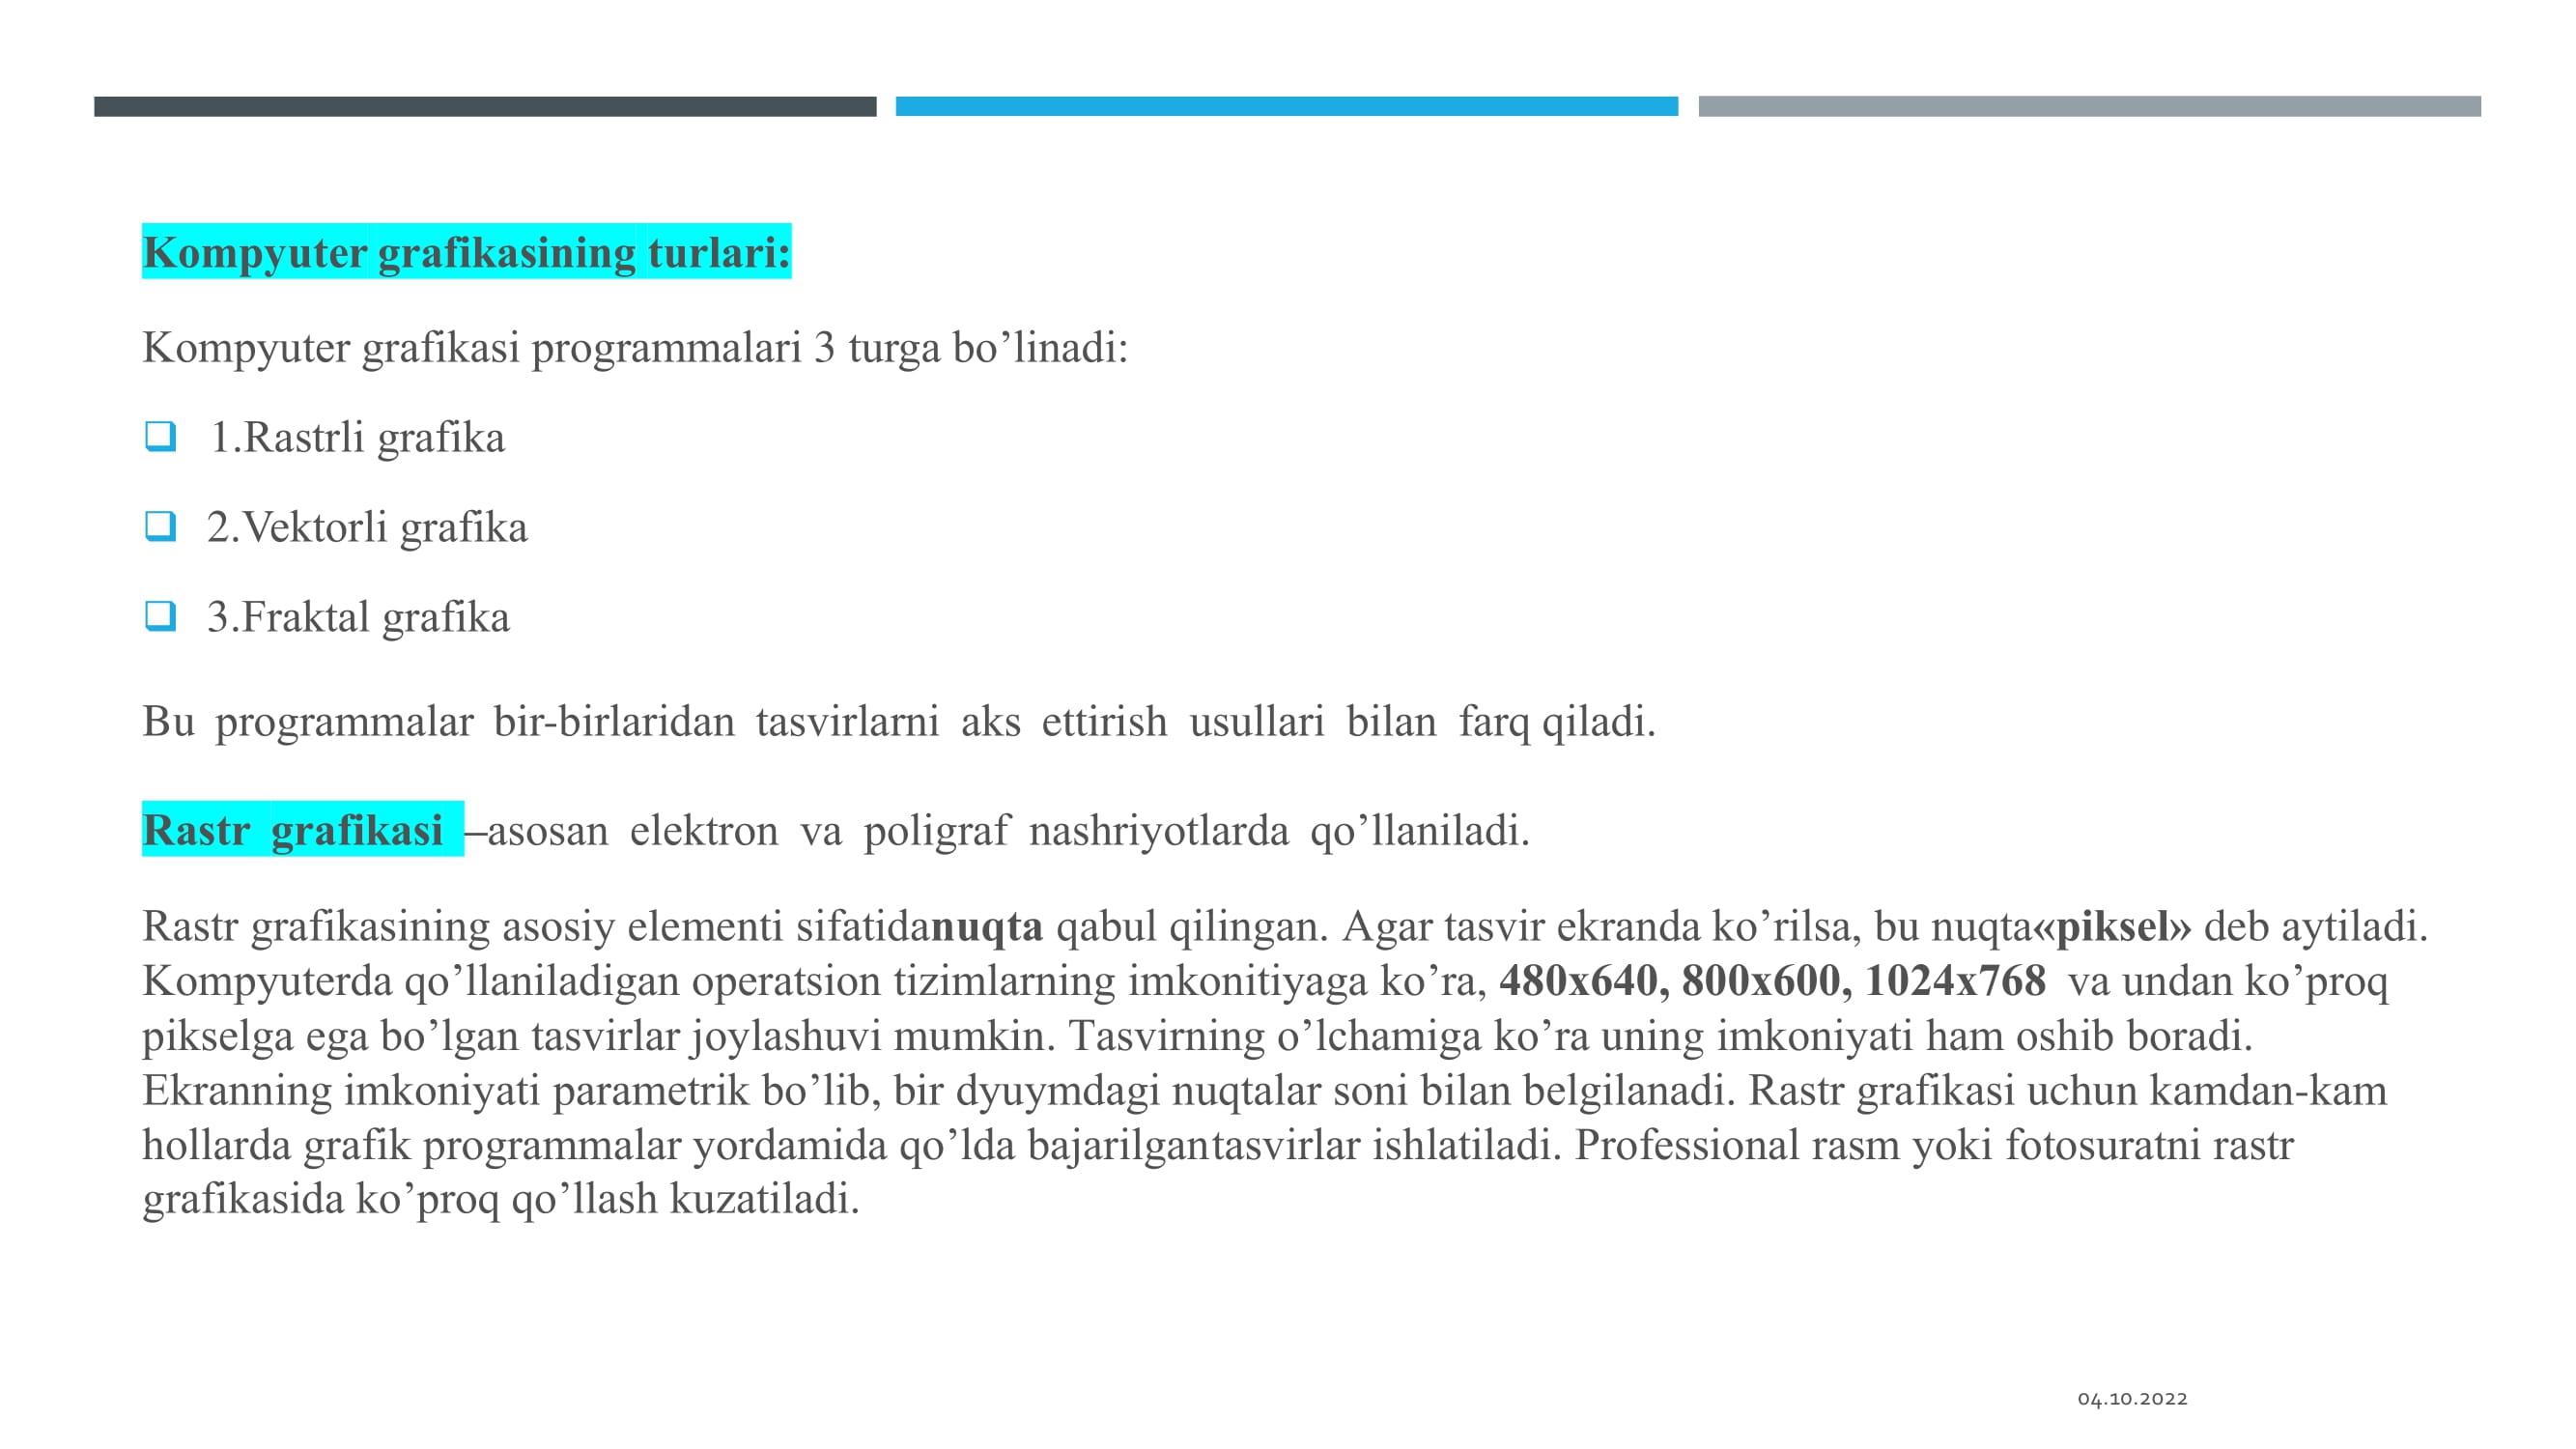 Kompyuter grafikasining turlari:
Kompyuter grafikasi programmalari 3 turga bo’linadi:
❑ 1.Rastrli grafika
❑ 2.Vektorli grafika
❑ 3.Fraktal grafika
Bu programmalar bir-birlaridan tasvirlarni aks ettirish usullari bilan farq qiladi.
Rastr grafikasi –asosan elektron va poligraf nashriyotlarda qo’llaniladi.
Rastr grafikasining asosiy elementi sifatidanuqta qabul qilingan. Agar tasvir ekranda ko’rilsa, bu nuqta«piksel» deb aytiladi.
Kompyuterda qo’llaniladigan operatsion tizimlarning imkonitiyaga ko’ra, 480x640, 800x600, 1024x768 va undan ko’proq
pikselga ega bo’lgan tasvirlar joylashuvi mumkin. Tasvirning o’lchamiga ko’ra uning imkoniyati ham oshib boradi.
Ekranning imkoniyati parametrik bo’lib, bir dyuymdagi nuqtalar soni bilan belgilanadi. Rastr grafikasi uchun kamdan-kam
hollarda grafik programmalar yordamida qo’lda bajarilgantasvirlar ishlatiladi. Professional rasm yoki fotosuratni rastr
grafikasida ko’proq qo’llash kuzatiladi.
04.10.2022